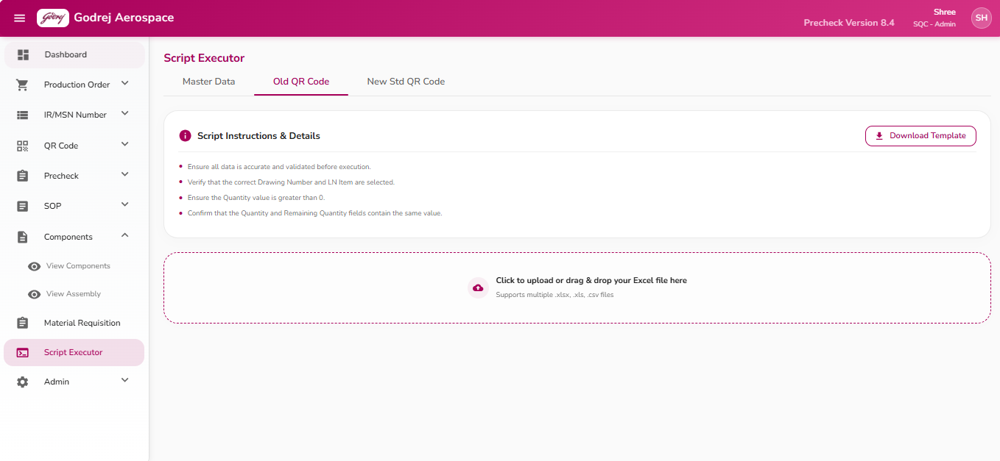 Godrej Godrej Aerospace
Precheck Version 8.4
Shree
SQC - Admin
SH
Dashboard
Production Order
IR/MSN Number
QR Code
Precheck
SOP
Components
View Components
View Assembly
Material Requisition
Script Executor
Admin
Script Executor
Master Data
Old QR Code
New Std QR Code
Script Instructions & Details
Download Template
Ensure all data is accurate and validated before execution.
Verify that the correct Drawing Number and LN Item are selected.
Ensure the Quantity value is greater than 0.
Confirm that the Quantity and Remaining Quantity fields contain the same value.
Click to upload or drag & drop your Excel file here
Supports multiple .xlsx, .xls, .csv files